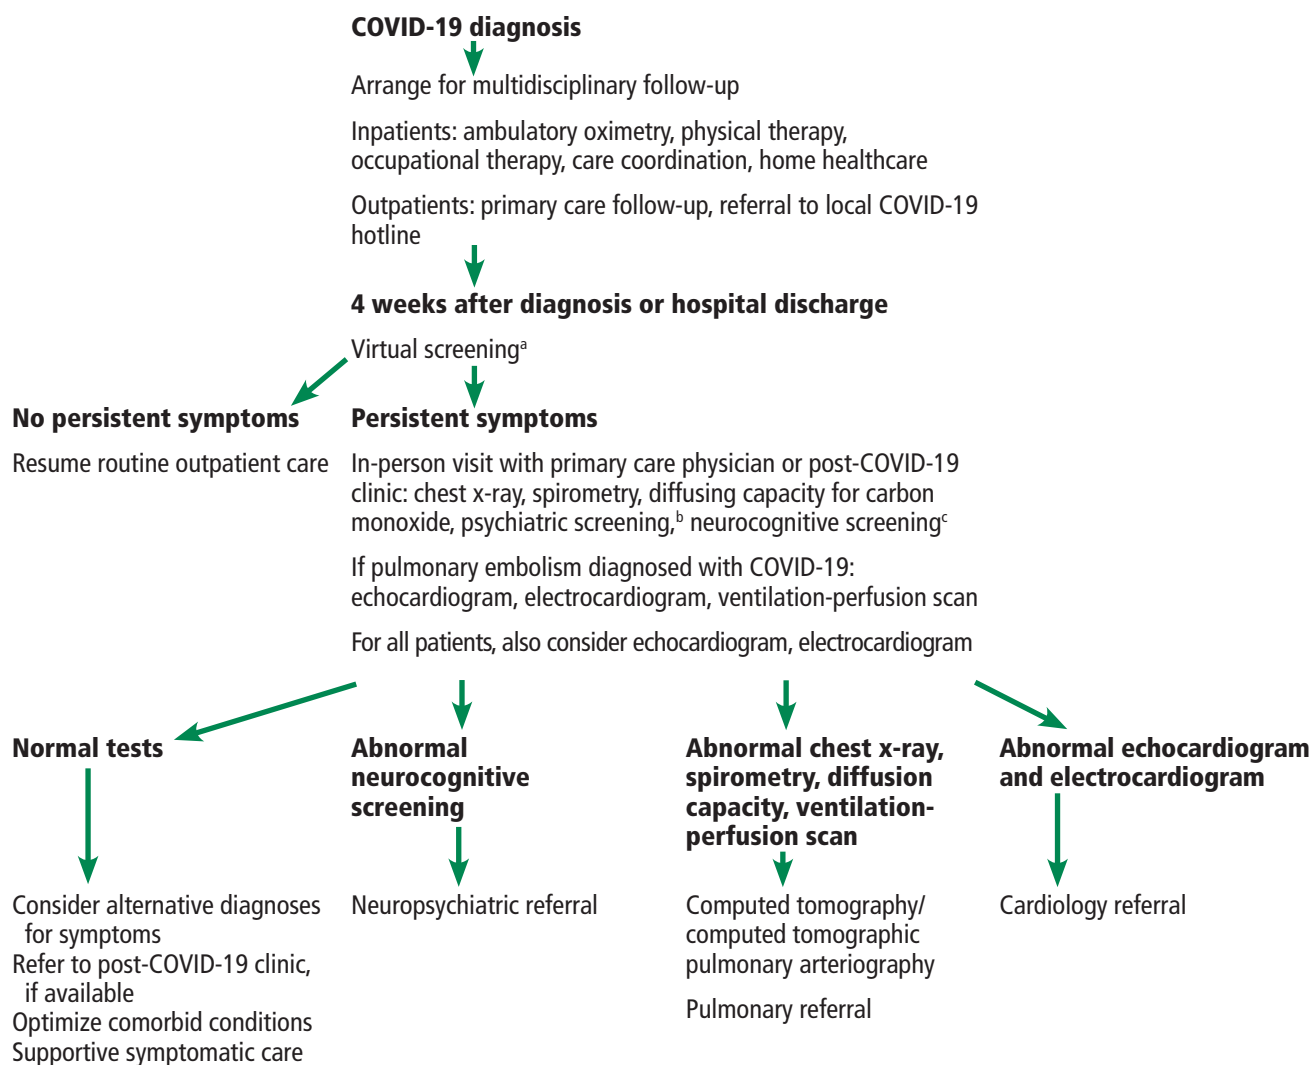 COVID-19 diagnosis
Arrange for multidisciplinary follow-up
Inpatients: ambulatory oximetry, physical therapy,
occupational therapy, care coordination, home healthcare
Outpatients: primary care follow-up, referral to local COVID-19
hotline
4 weeks after diagnosis or hospital discharge
Virtual screeningᵃ
No persistent symptoms
Resume routine outpatient care
Persistent symptoms
In-person visit with primary care physician or post-COVID-19
clinic: chest x-ray, spirometry, diffusing capacity for carbon
monoxide, psychiatric screening,ᵇ neurocognitive screeningᶜ
If pulmonary embolism diagnosed with COVID-19:
echocardiogram, electrocardiogram, ventilation-perfusion scan
For all patients, also consider echocardiogram, electrocardiogram
Normal tests
Consider alternative diagnoses
for symptoms
Refer to post-COVID-19 clinic,
if available
Optimize comorbid conditions
Supportive symptomatic care
Abnormal
neurocognitive
screening
Neuropsychiatric referral
Abnormal chest x-ray,
spirometry, diffusion
capacity, ventilation-
perfusion scan
Computed tomography/
computed tomographic
pulmonary arteriography
Pulmonary referral
Abnormal echocardiogram
and electrocardiogram
Cardiology referral